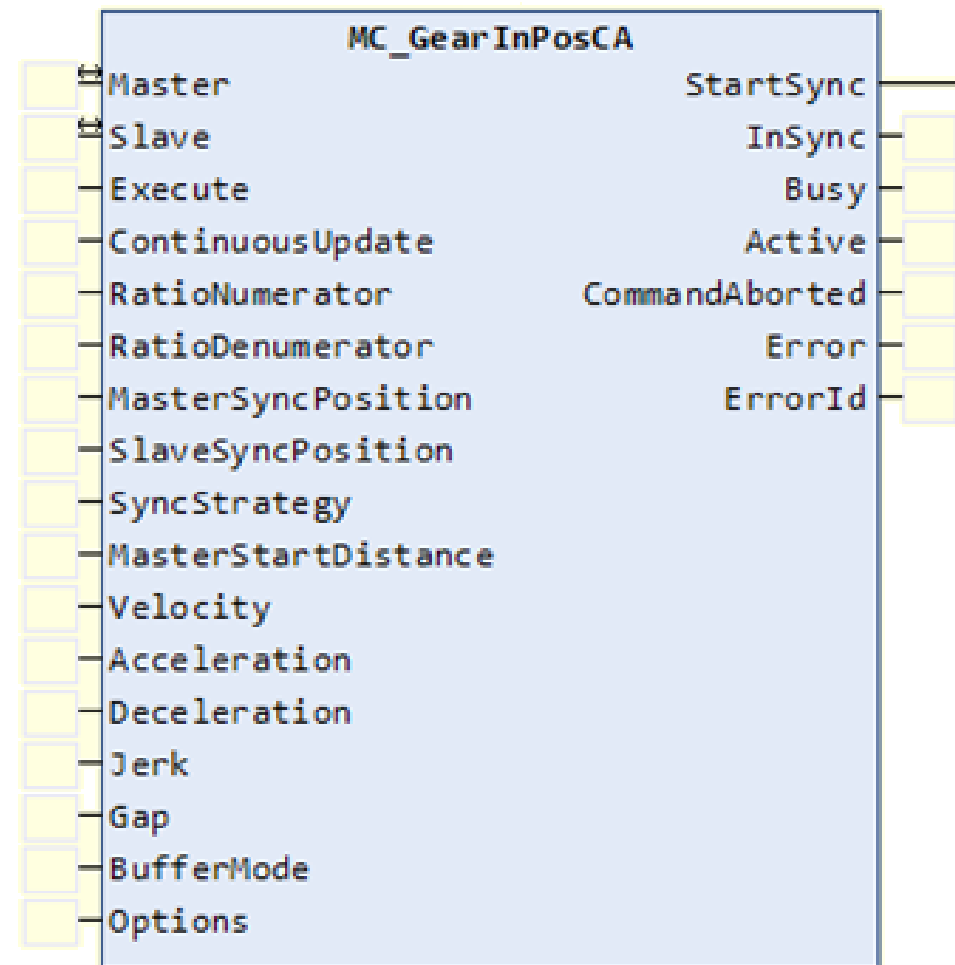 MC_GearInPosCA
Master StartSync
Slave InSync
Execute Busy
ContinuousUpdate Active
RatioNumerator CommandAborted
RatioDenumerator Error
MasterSyncPosition ErrorId
SlaveSyncPosition
SyncStrategy
MasterStartDistance
Velocity
Acceleration
Deceleration
Jerk
Gap
BufferMode
Options